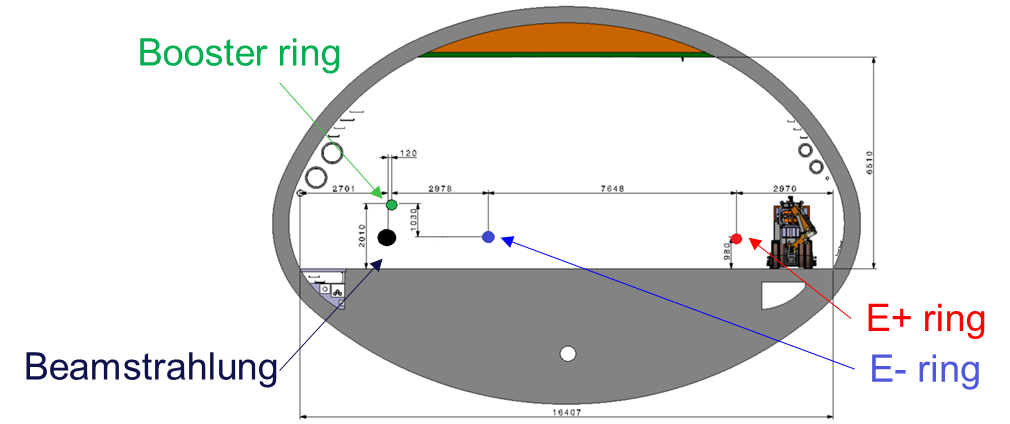 Booster ring
120
2701
2978
7648
2970
6510
2010
1030
980
E+ ring
Beamstrahlung
E- ring
16407